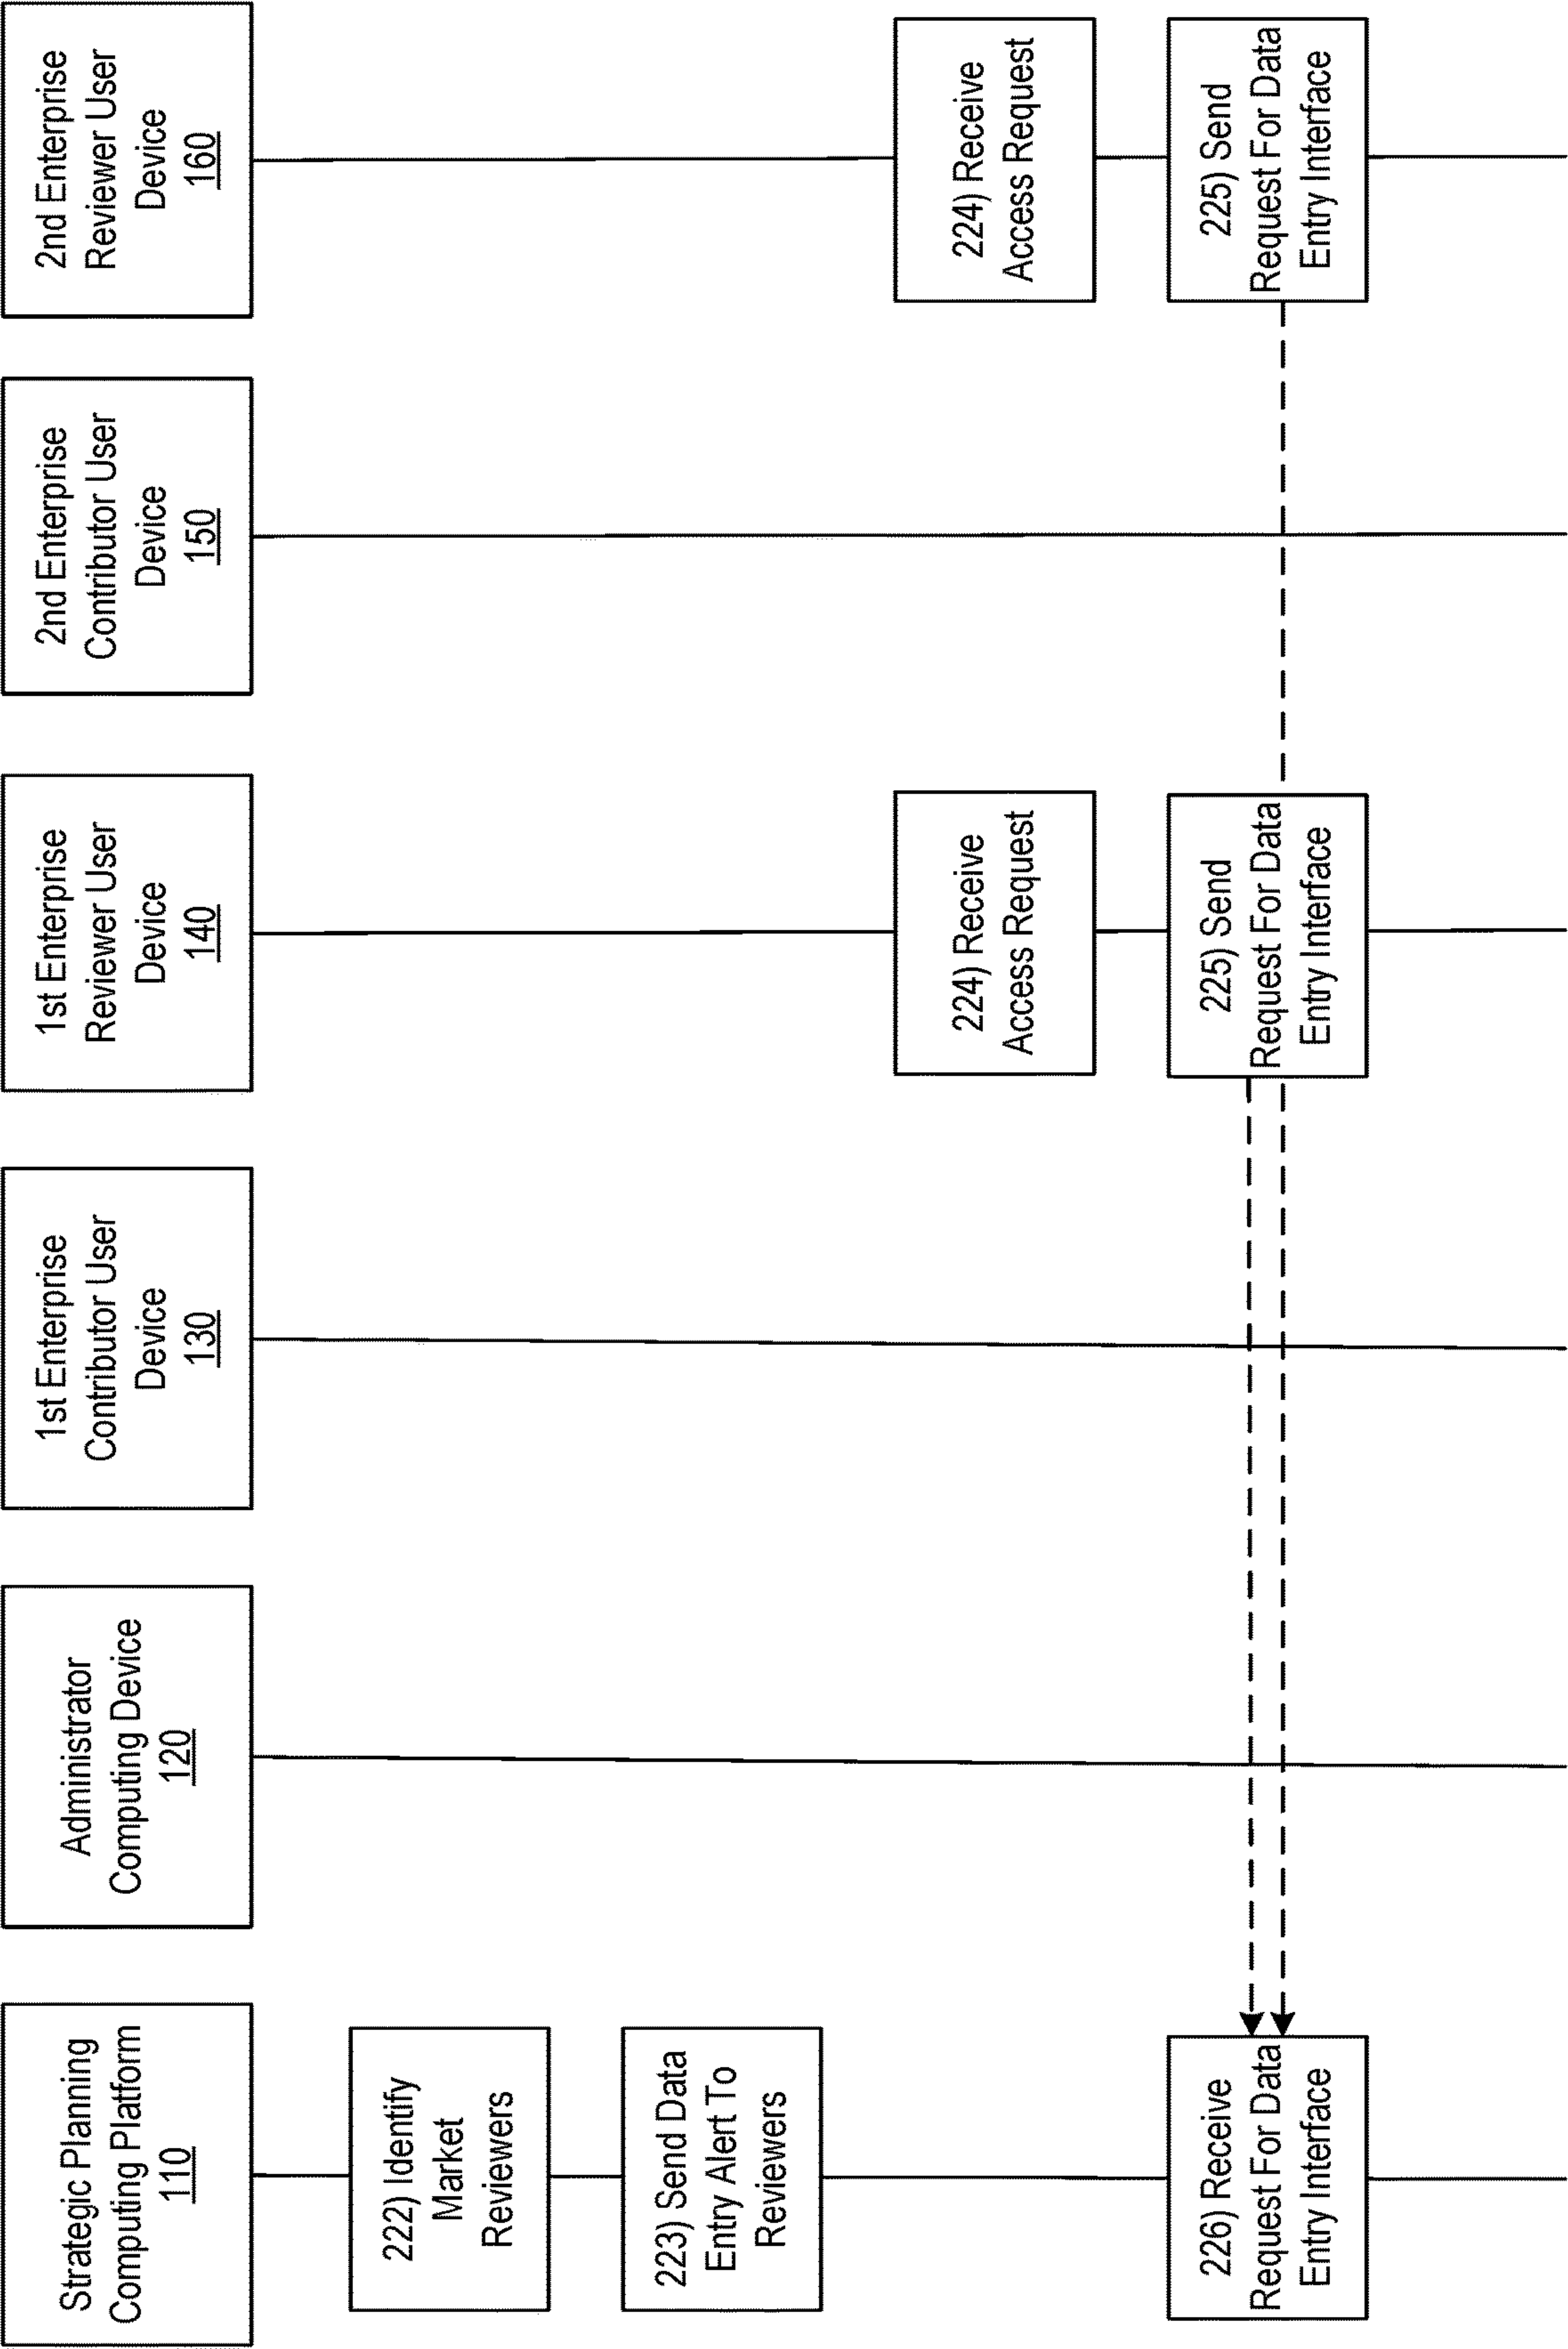 Strategic Planning
Computing Platform
110
Administrator
Computing Device
120
1st Enterprise
Contributor User
Device
130
1st Enterprise
Reviewer User
Device
140
2nd Enterprise
Contributor User
Device
150
2nd Enterprise
Reviewer User
Device
160
222) Identify
Market
Reviewers
223) Send Data
Entry Alert To
Reviewers
224) Receive
Access Request
224) Receive
Access Request
226) Receive
Request For Data
Entry Interface
225) Send
Request For Data
Entry Interface
225) Send
Request For Data
Entry Interface